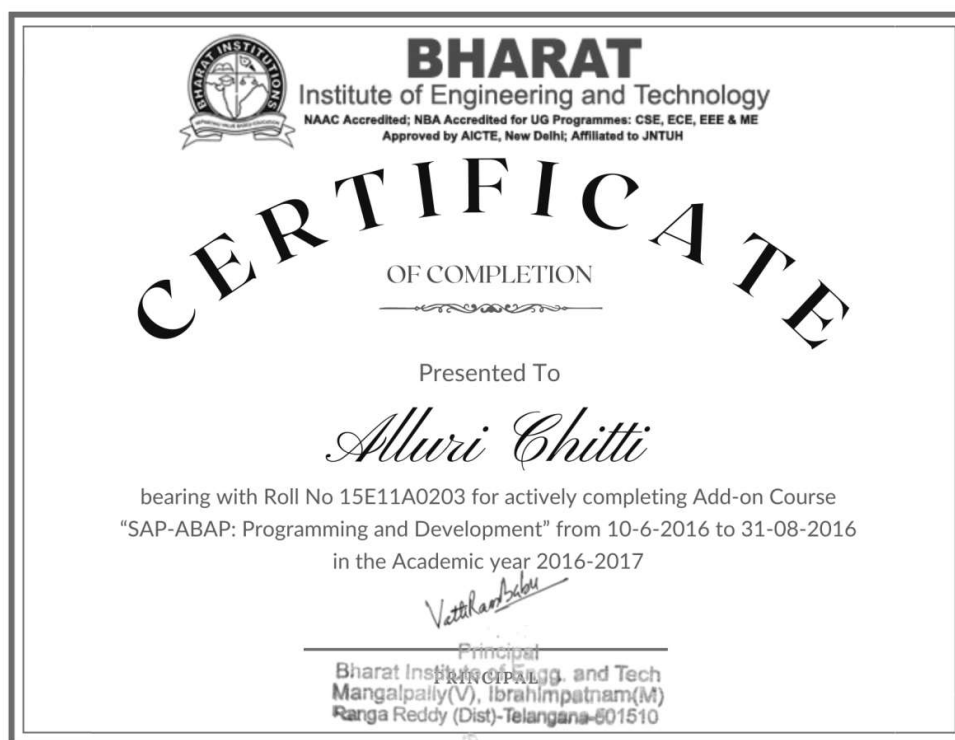 BHARAT INSTITUTIONS
BHARAT
Institute of Engineering and Technology
NAAC Accredited; NBA Accredited for UG Programmes: CSE, ECE, EEE & ME
Approved by AICTE, New Delhi; Affiliated to JNTUH
CERTIFICATE
OF COMPLETION
Presented To
Alluri Chitti
bearing with Roll No 15E11A0203 for actively completing Add-on Course
“SAP-ABAP: Programming and Development” from 10-6-2016 to 31-08-2016
in the Academic year 2016-2017
VattiRamBabu
Principal
PRINCIPAL
Bharat Institute of Engg. and Tech
Mangalpally(V), Ibrahimpatnam(M)
Ranga Reddy (Dist)-Telangana-501510